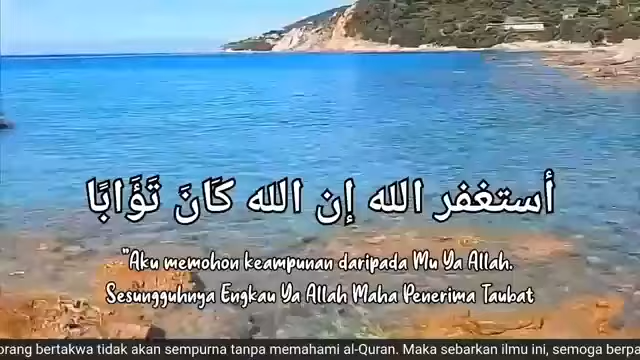 أستغفر الله إن الله كَانَ تَؤَابًا
"Aku memohon keampunan daripada Mu Ya Allah.
Sesungguhnya Engkau Ya Allah Maha Penerima Taubat
orang bertakwa tidak akan sempurna tanpa memahami al-Quran. Maka sebarkan ilmu ini, semoga berpa